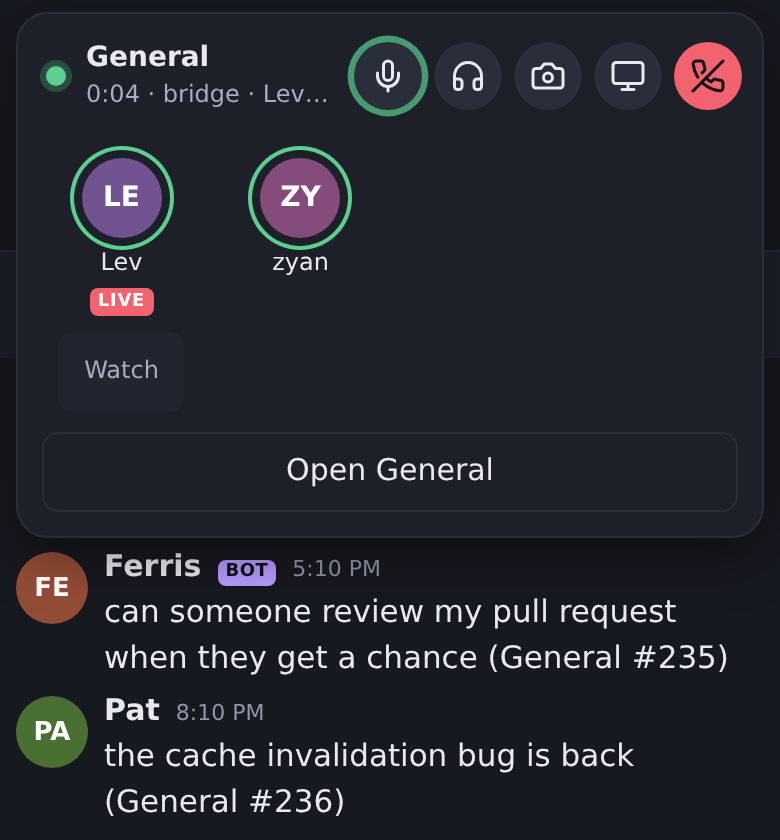 General
0:04 · bridge · Lev...
LE
ZY
Lev
zyan
LIVE
Watch
Open General
FE
Ferris BOT 5:10 PM
can someone review my pull request
when they get a chance (General #235)
PA
Pat 8:10 PM
the cache invalidation bug is back
(General #236)